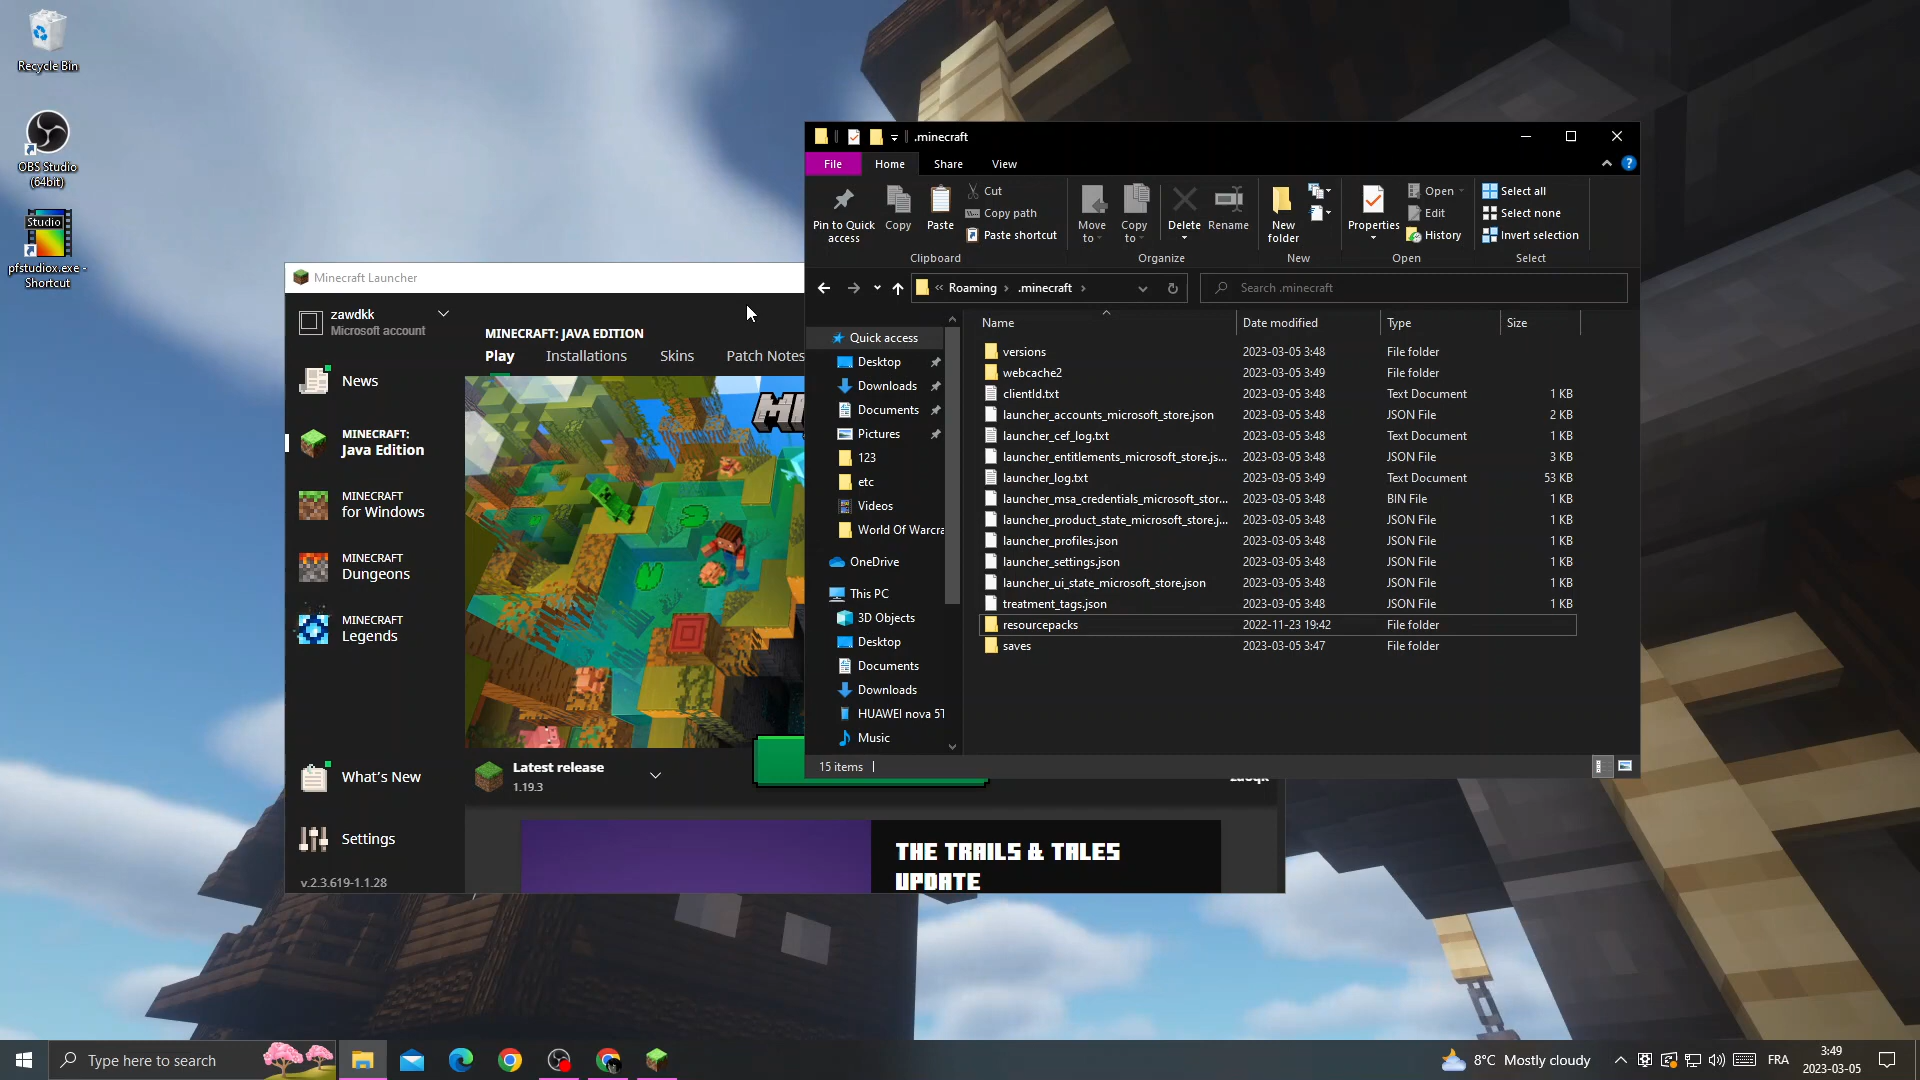 Recycle Bin
OBS Studio
(64bit)
Studio
pfstudiox.exe -
Shortcut
Minecraft Launcher
zawdkk
Microsoft account
News
MINECRAFT:
Java Edition
MINECRAFT
for Windows
MINECRAFT
Dungeons
MINECRAFT
Legends
What's New
Settings
v.2.3.619-1.1.28
MINECRAFT: JAVA EDITION
Play
Installations
Skins
Patch Notes
Latest release
1.19.3
THE TRAILS & TALES
UPDATE
.minecraft
File
Home
Share
View
Pin to Quick
access
Copy
Paste
Cut
Copy path
Paste shortcut
Clipboard
Move
to
Copy
to
Delete
Rename
Organize
New
folder
New
Properties
Open
Edit
History
Open
Select all
Select none
Invert selection
Select
« Roaming › .minecraft ›
Search .minecraft
Quick access
Desktop
Downloads
Documents
Pictures
123
etc
Videos
World Of Warcra
OneDrive
This PC
3D Objects
Desktop
Documents
Downloads
HUAWEI nova 5T
Music
Name Date modified Type Size
versions 2023-03-05 3:48 File folder
webcache2 2023-03-05 3:49 File folder
clientId.txt 2023-03-05 3:48 Text Document 1 KB
launcher_accounts_microsoft_store.json 2023-03-05 3:48 JSON File 2 KB
launcher_cef_log.txt 2023-03-05 3:48 Text Document 1 KB
launcher_entitlements_microsoft_store.js... 2023-03-05 3:48 JSON File 3 KB
launcher_log.txt 2023-03-05 3:49 Text Document 53 KB
launcher_msa_credentials_microsoft_stor... 2023-03-05 3:48 BIN File 1 KB
launcher_product_state_microsoft_store.j... 2023-03-05 3:48 JSON File 1 KB
launcher_profiles.json 2023-03-05 3:48 JSON File 1 KB
launcher_settings.json 2023-03-05 3:48 JSON File 1 KB
launcher_ui_state_microsoft_store.json 2023-03-05 3:48 JSON File 1 KB
treatment_tags.json 2023-03-05 3:48 JSON File 1 KB
resourcepacks 2022-11-23 19:42 File folder
saves 2023-03-05 3:47 File folder
15 items
Type here to search
8°C Mostly cloudy
FRA
3:49
2023-03-05